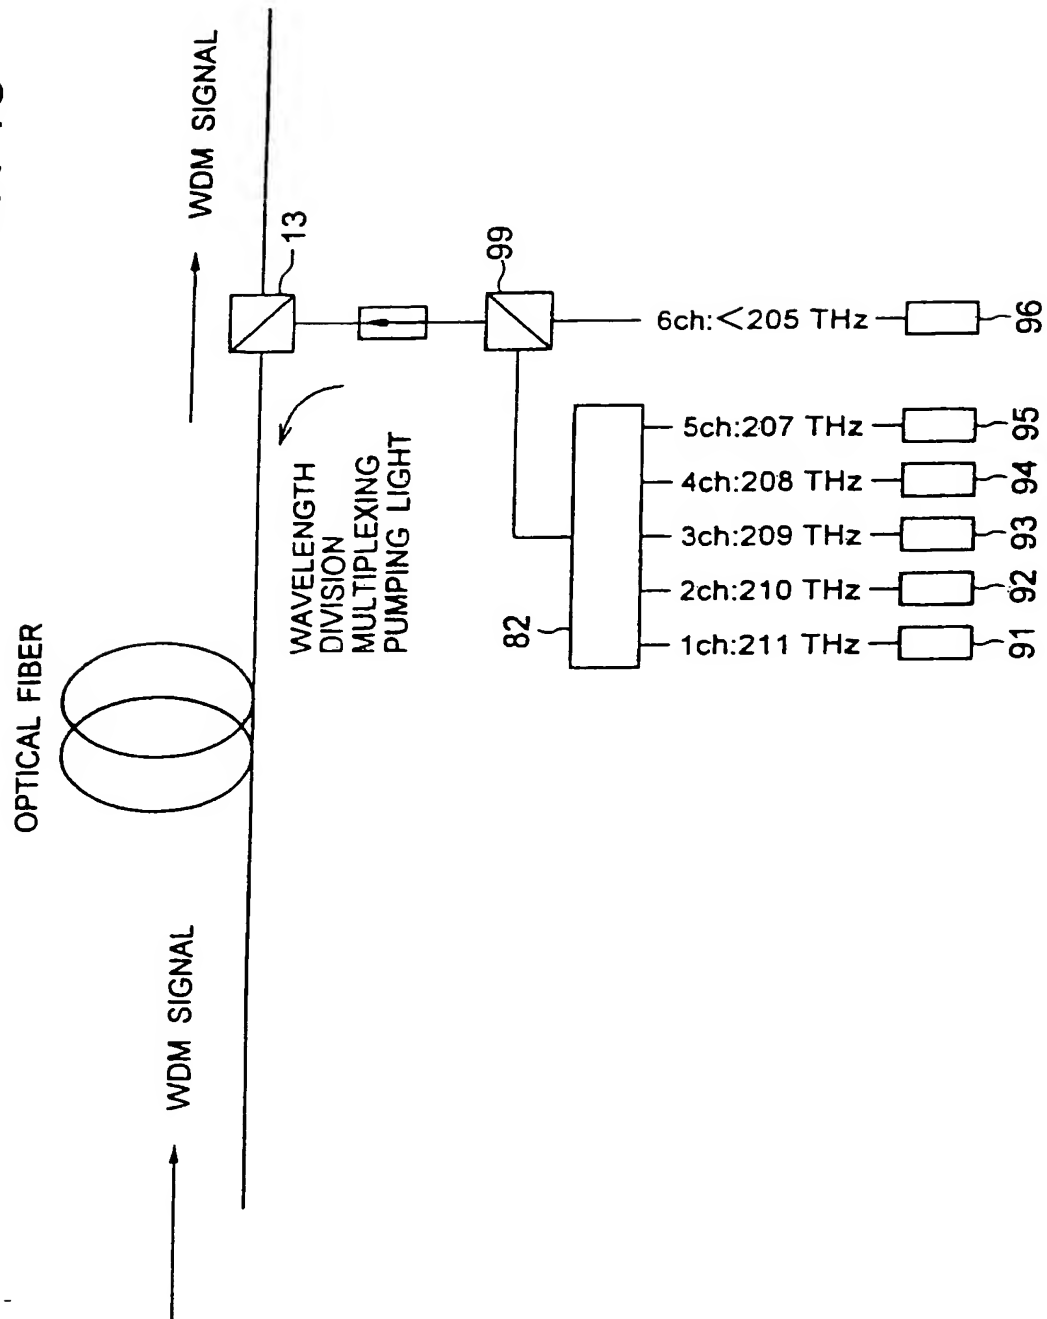 OPTICAL FIBER
WDM SIGNAL
WDM SIGNAL
13
WAVELENGTH
DIVISION
MULTIPLEXING
PUMPING LIGHT
99
82
6ch:<205 THz
96
5ch:207 THz
95
4ch:208 THz
94
3ch:209 THz
93
2ch:210 THz
92
1ch:211 THz
91